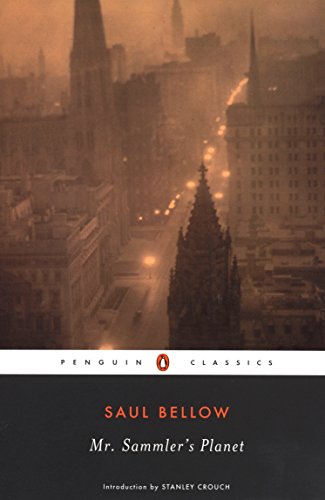 PENGUIN CLASSICS
SAUL BELLOW
Mr. Sammler's Planet
Introduction by STANLEY CROUCH